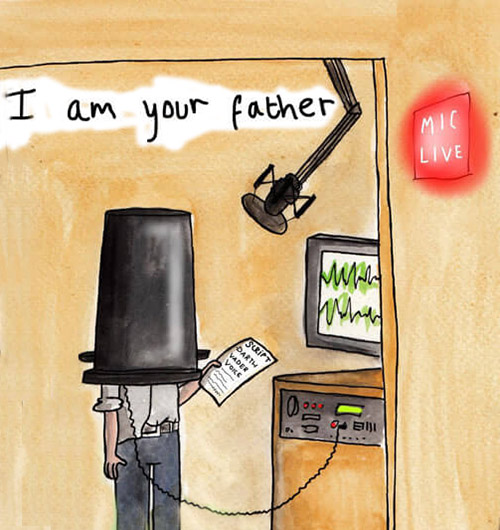 I am your father
MIC
LIVE
SCRIPT
DARTH
VADER
VOICE